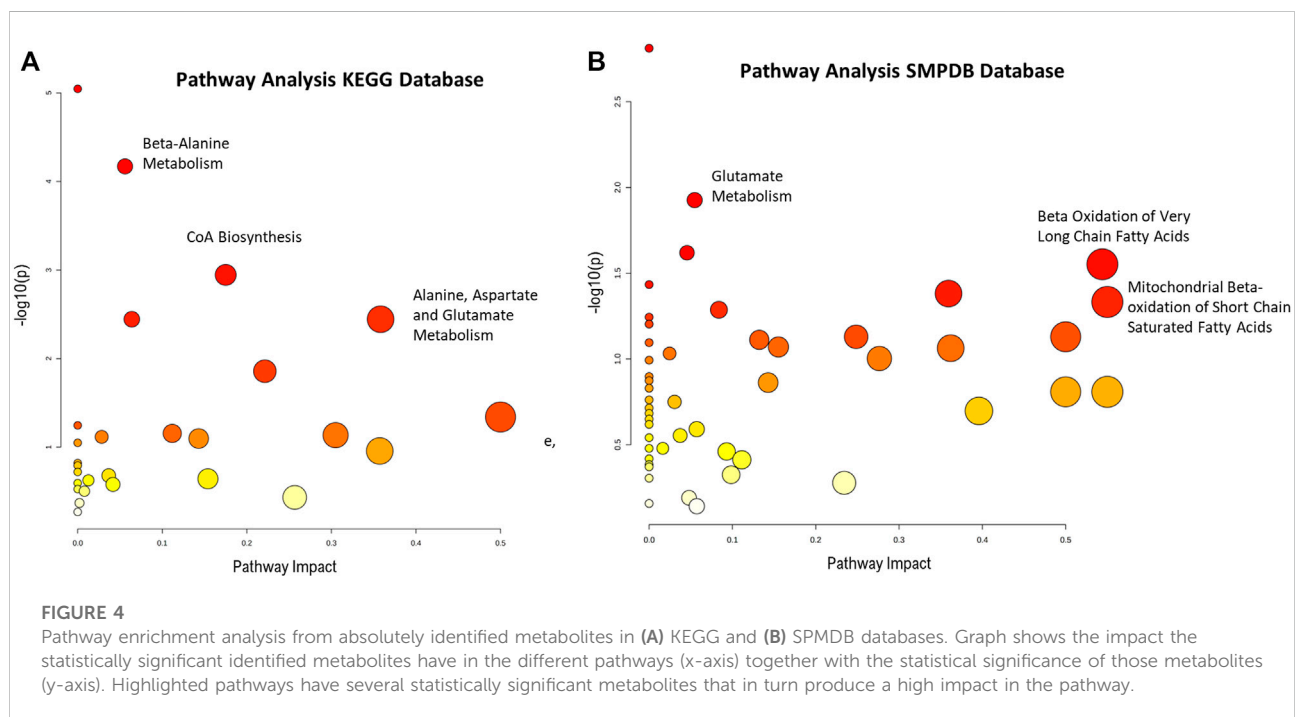 A
Pathway Analysis KEGG Database
5
4
3
2
1
-log10(p)
Beta-Alanine
Metabolism
CoA Biosynthesis
Alanine, Aspartate
and Glutamate
Metabolism
e,
0.0 0.1 0.2 0.3 0.4 0.5
Pathway Impact
B
Pathway Analysis SMPDB Database
2.5
2.0
1.5
1.0
0.5
-log10(p)
Glutamate
Metabolism
Beta Oxidation of Very
Long Chain Fatty Acids
Mitochondrial Beta-
oxidation of Short Chain
Saturated Fatty Acids
0.0 0.1 0.2 0.3 0.4 0.5
Pathway Impact
FIGURE 4
Pathway enrichment analysis from absolutely identified metabolites in (A) KEGG and (B) SPMDB databases. Graph shows the impact the
statistically significant identified metabolites have in the different pathways (x-axis) together with the statistical significance of those metabolites
(y-axis). Highlighted pathways have several statistically significant metabolites that in turn produce a high impact in the pathway.